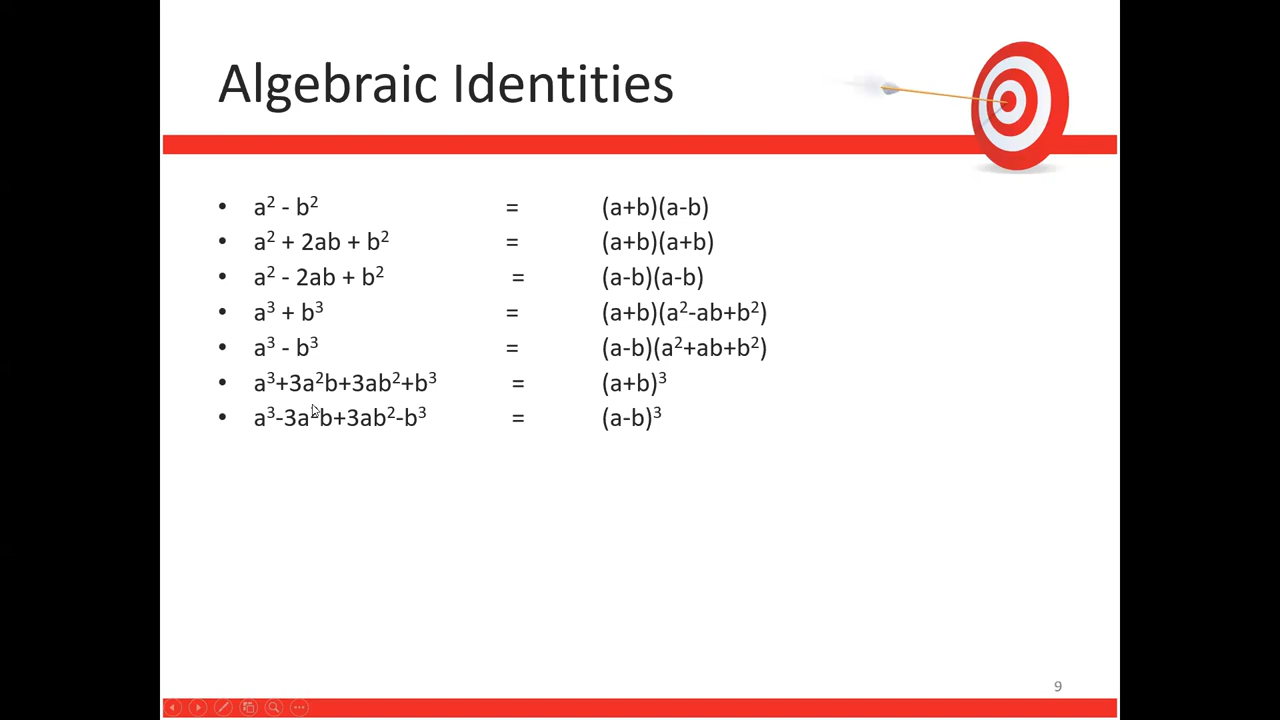 Algebraic Identities
• a² - b² = (a+b)(a-b)
• a² + 2ab + b² = (a+b)(a+b)
• a² - 2ab + b² = (a-b)(a-b)
• a³ + b³ = (a+b)(a²-ab+b²)
• a³ - b³ = (a-b)(a²+ab+b²)
• a³+3a²b+3ab²+b³ = (a+b)³
• a³-3a²b+3ab²-b³ = (a-b)³
9